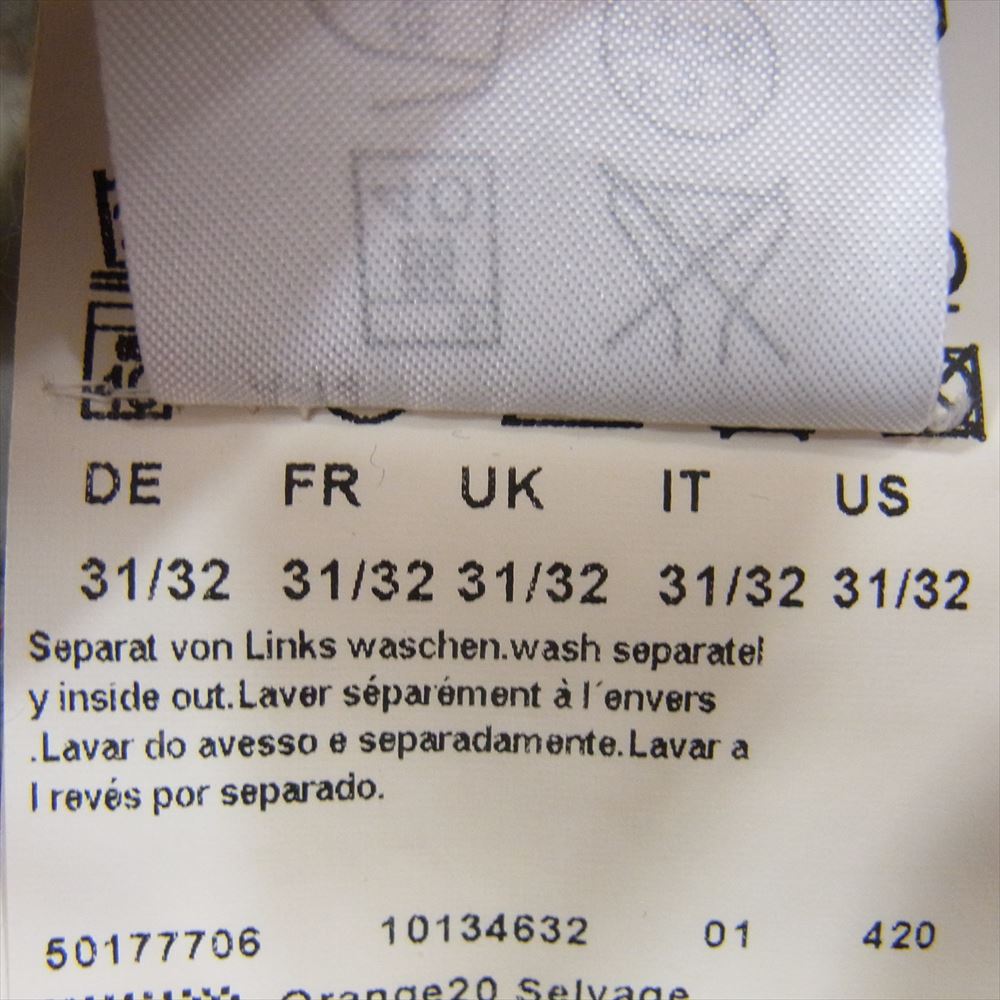 DE FR UK IT US
31/32 31/32 31/32 31/32 31/32
Separat von Links waschen.wash separatel
y inside out.Laver séparément à l´envers
.Lavar do avesso e separadamente.Lavar a
l revés por separado.
50177706 10134632 01 420
Orange20 Selvage